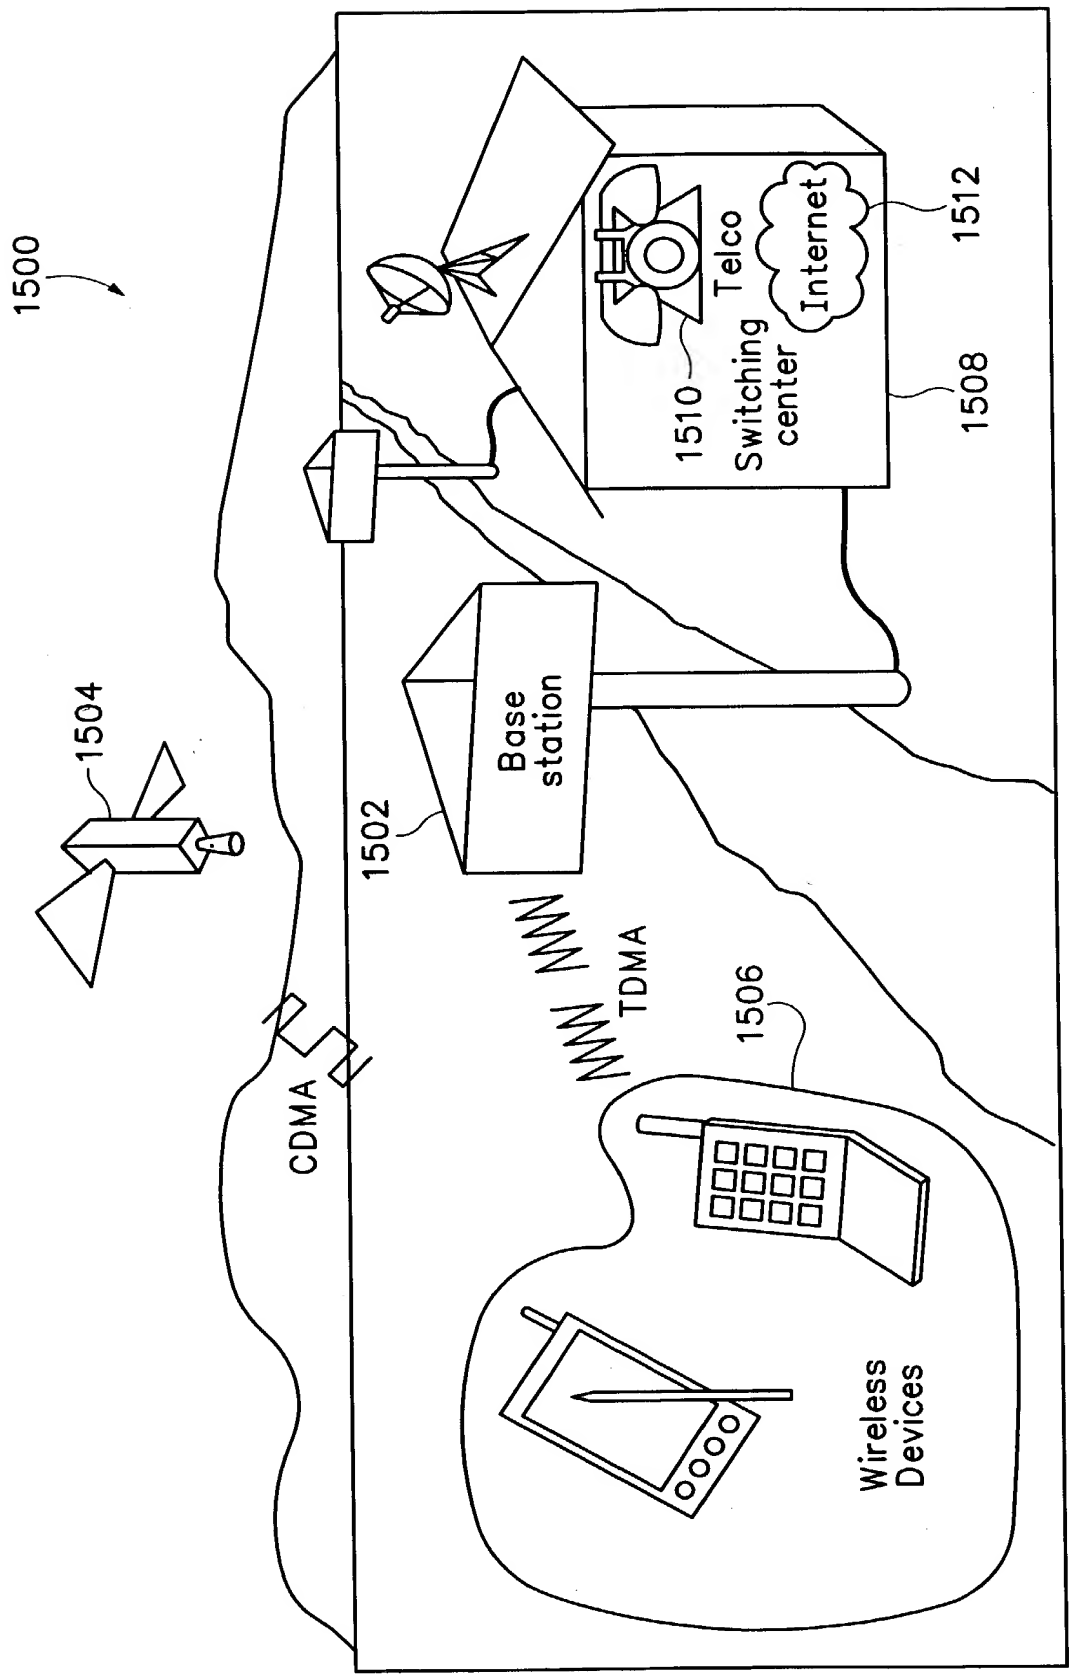 1500
1504
CDMA
1502
Base
station
TDMA
1506
Wireless
Devices
1510
Telco
Switching
center
Internet
1508
1512